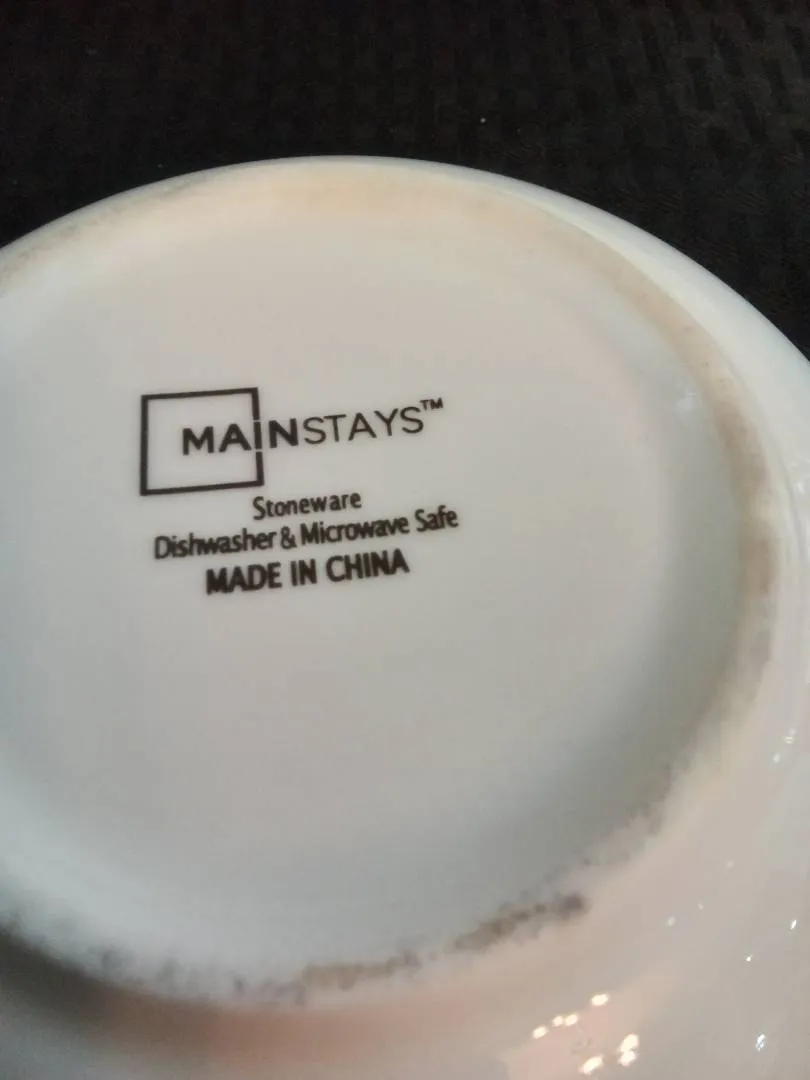 MAINSTAYS™
Stoneware
Dishwasher & Microwave Safe
MADE IN CHINA